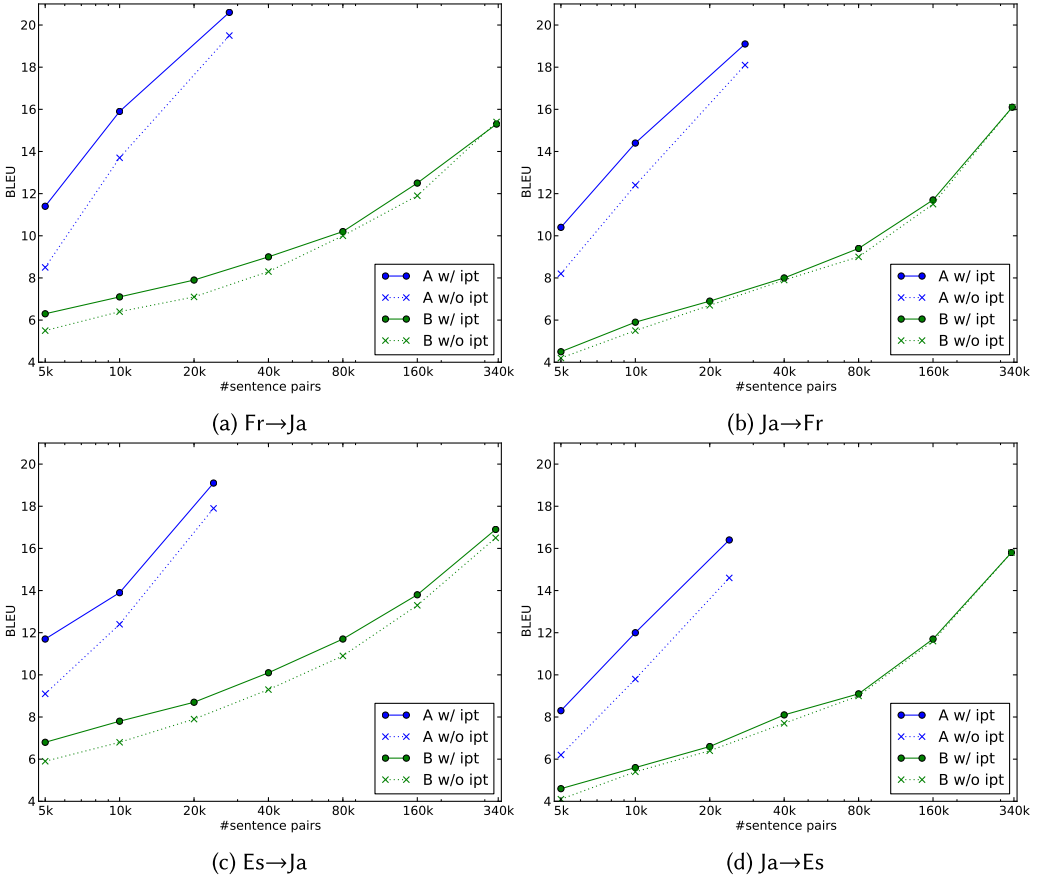 20
18
16
14
12
10
8
6
4
BLEU
5k 10k 20k 40k 80k 160k 340k
#sentence pairs
A w/ ipt
A w/o ipt
B w/ ipt
B w/o ipt
(a) Fr→Ja
20
18
16
14
12
10
8
6
4
BLEU
5k 10k 20k 40k 80k 160k 340k
#sentence pairs
A w/ ipt
A w/o ipt
B w/ ipt
B w/o ipt
(b) Ja→Fr
20
18
16
14
12
10
8
6
4
BLEU
5k 10k 20k 40k 80k 160k 340k
#sentence pairs
A w/ ipt
A w/o ipt
B w/ ipt
B w/o ipt
(c) Es→Ja
20
18
16
14
12
10
8
6
4
BLEU
5k 10k 20k 40k 80k 160k 340k
#sentence pairs
A w/ ipt
A w/o ipt
B w/ ipt
B w/o ipt
(d) Ja→Es